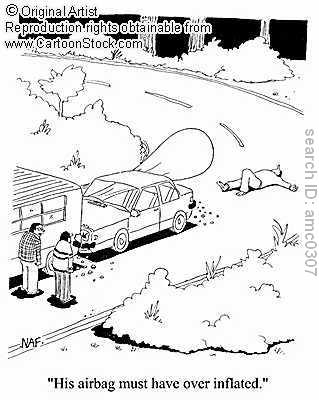 © Original Artist
Reproduction rights obtainable from
www.CartoonStock.com
search ID: amc0307
NAF.
"His airbag must have over inflated."